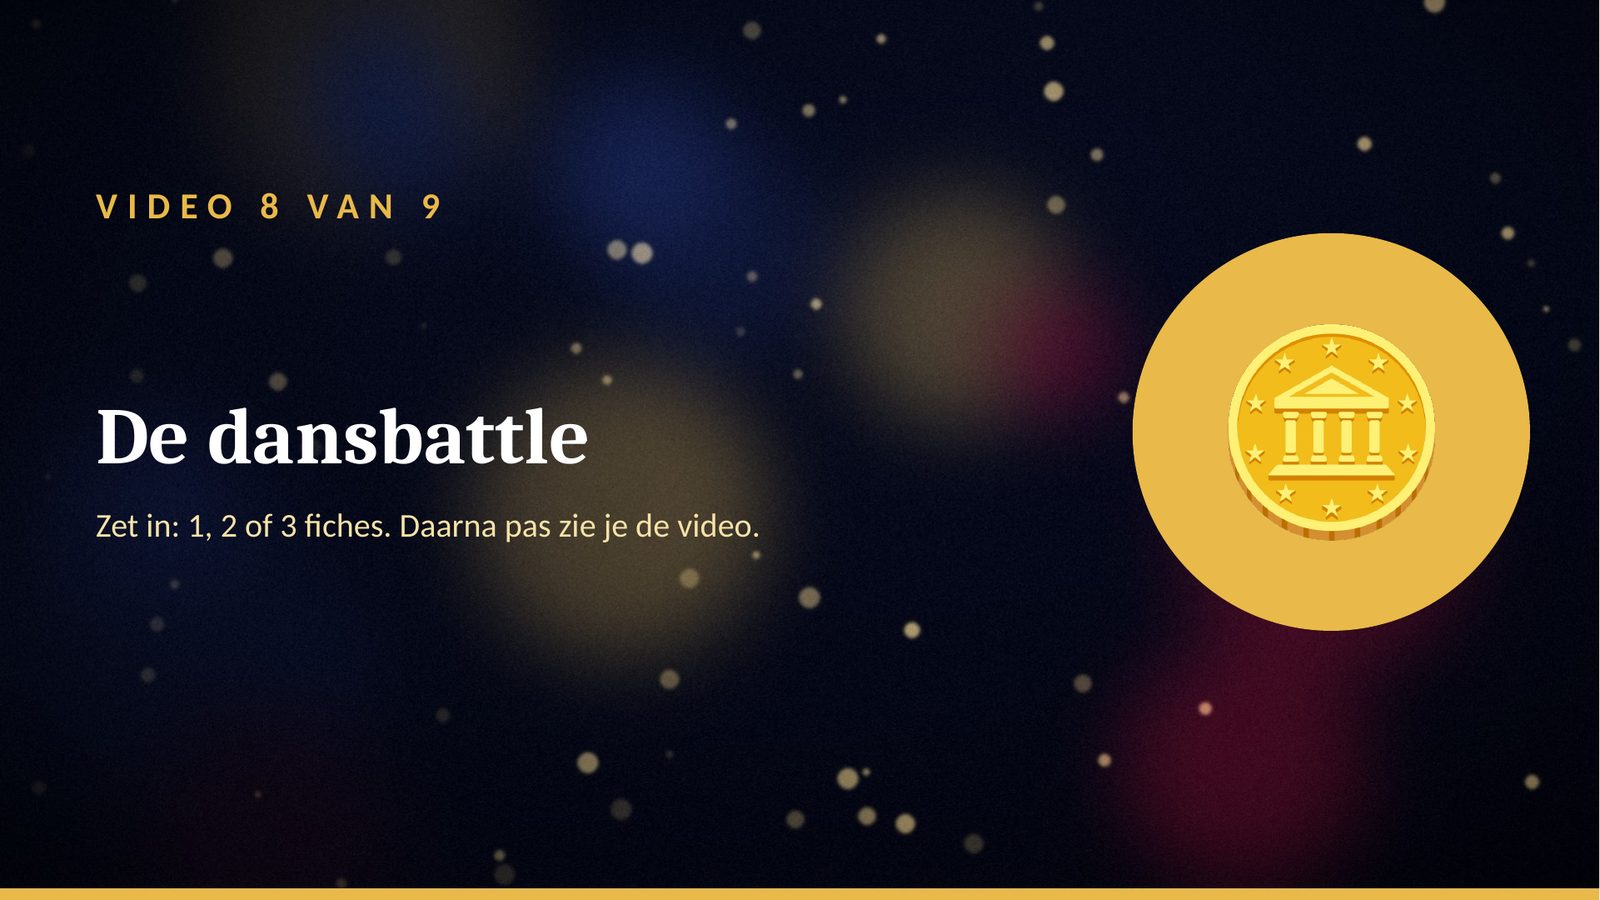 VIDEO 8 VAN 9
De dansbattle
Zet in: 1, 2 of 3 fiches. Daarna pas zie je de video.